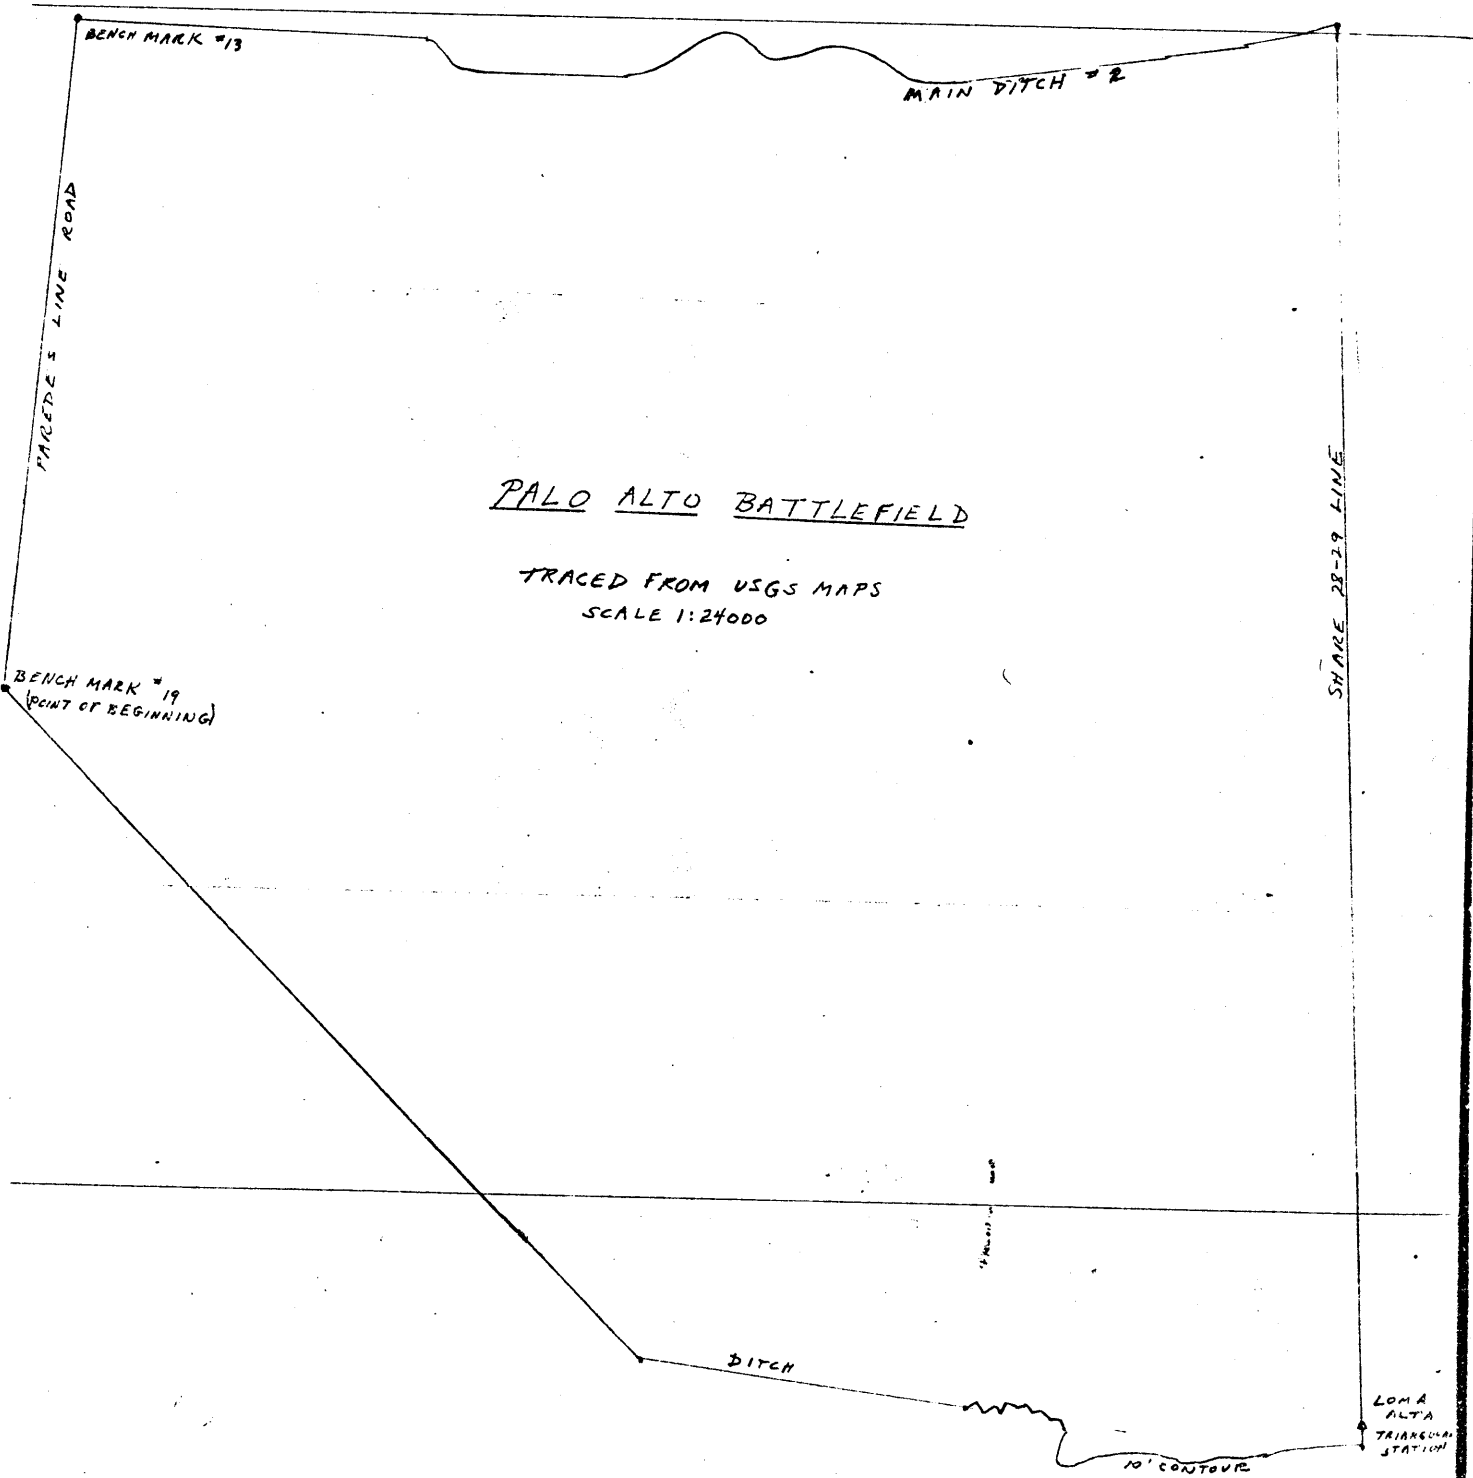 BENCH MARK #13
MAIN DITCH #2
PAREDES LINE ROAD
PALO ALTO BATTLEFIELD
TRACED FROM USGS MAPS
SCALE 1:24000
SHARE 28-29 LINE
BENCH MARK #19
(POINT OF BEGINNING)
DITCH
LOMA
ALTA
TRIANGULAR
STATION
10' CONTOUR